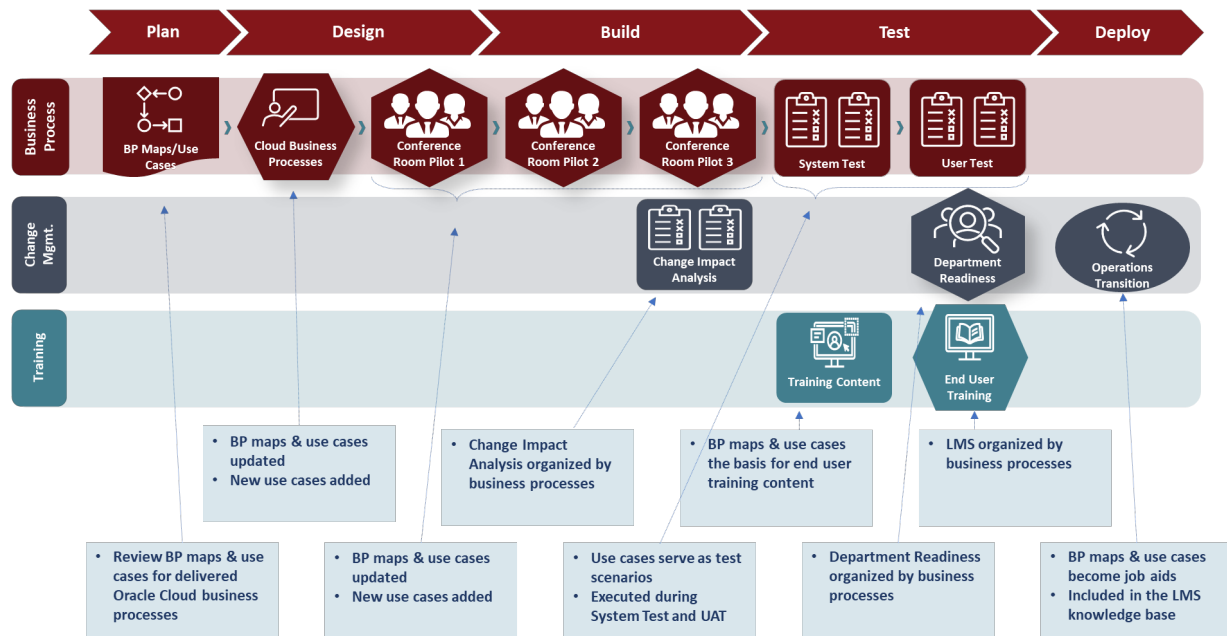 Plan
Design
Build
Test
Deploy
Business
Process
BP Maps/Use
Cases
Cloud Business
Processes
Conference
Room Pilot 1
Conference
Room Pilot 2
Conference
Room Pilot 3
System Test
User Test
Change
Mgmt.
Change Impact
Analysis
Department
Readiness
Operations
Transition
Training
Training Content
End User
Training
• BP maps & use cases
updated
• New use cases added
• Change Impact
Analysis organized by
business processes
• BP maps & use cases
the basis for end user
training content
• LMS organized by
business processes
• Review BP maps & use
cases for delivered
Oracle Cloud business
processes
• BP maps & use cases
updated
• New use cases added
• Use cases serve as test
scenarios
• Executed during
System Test and UAT
• Department Readiness
organized by business
processes
• BP maps & use cases
become job aids
• Included in the LMS
knowledge base